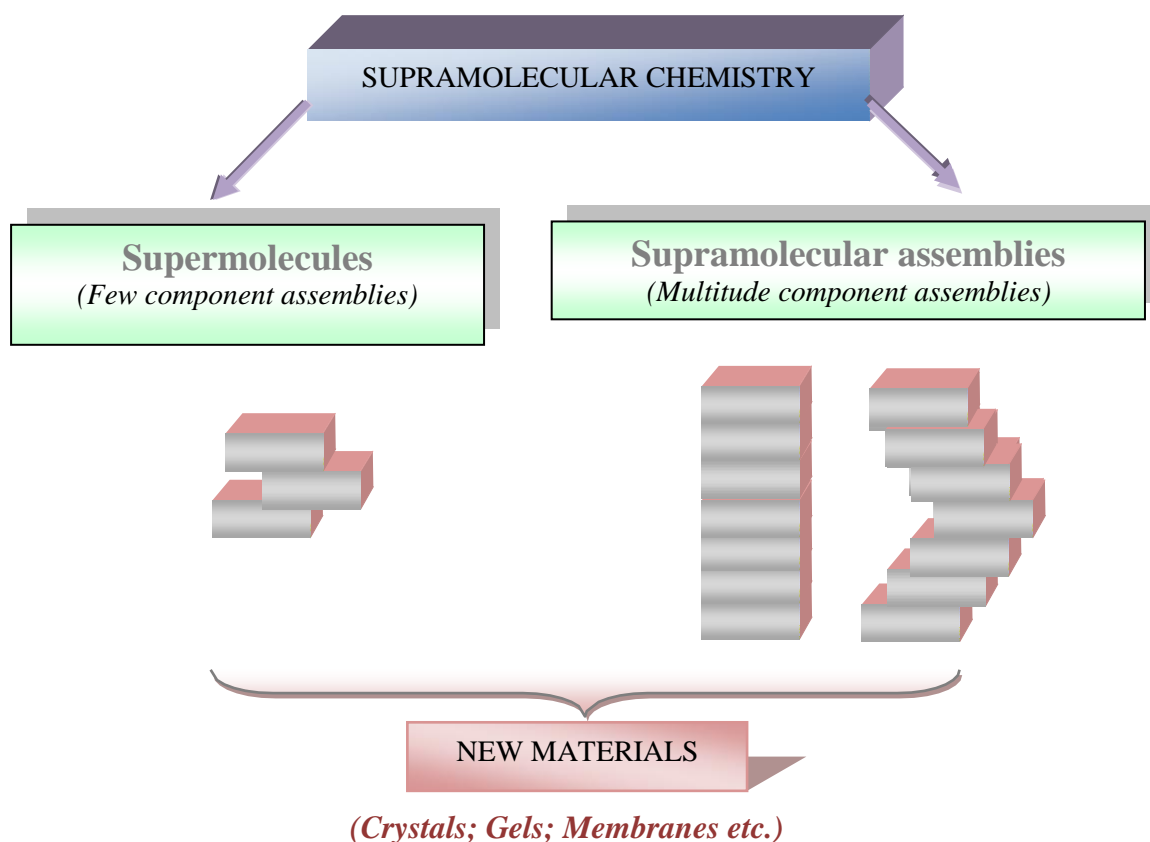 SUPRAMOLECULAR CHEMISTRY
Supermolecules
(Few component assemblies)
Supramolecular assemblies
(Multitude component assemblies)
NEW MATERIALS
(Crystals; Gels; Membranes etc.)